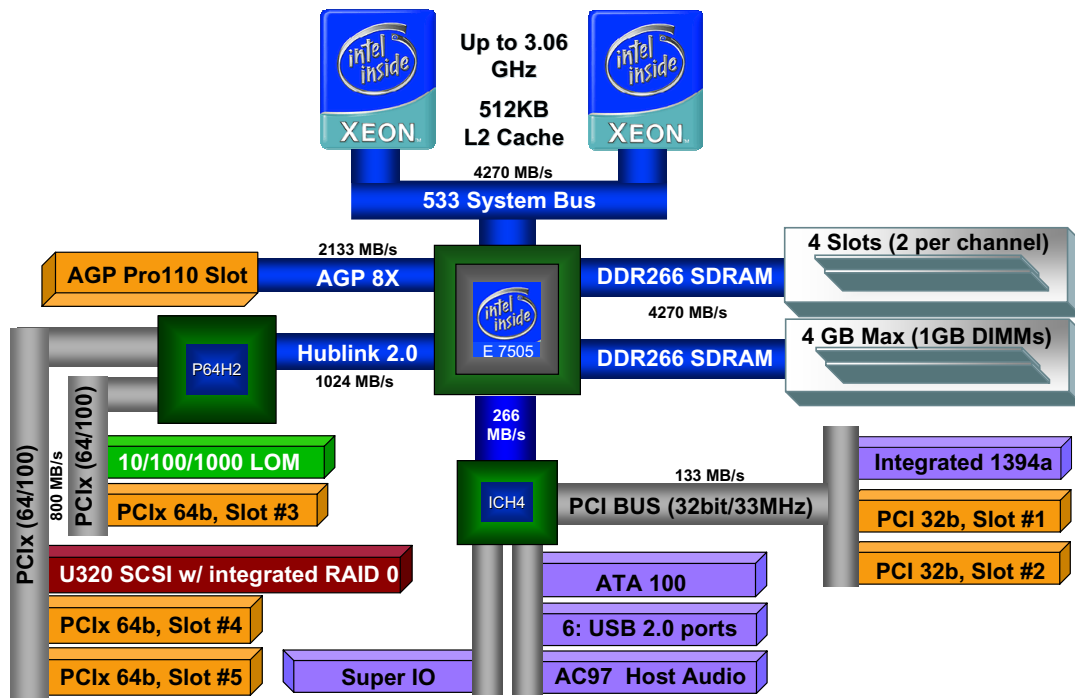 intel
inside
XEON™
Up to 3.06
GHz
512KB
L2 Cache
intel
inside
XEON™
4270 MB/s
533 System Bus
2133 MB/s
AGP Pro110 Slot
AGP 8X
intel
inside
E 7505
DDR266 SDRAM
4 Slots (2 per channel)
4270 MB/s
P64H2
Hublink 2.0
1024 MB/s
DDR266 SDRAM
4 GB Max (1GB DIMMs)
266
MB/s
PCIx (64/100)
800 MB/s
PCIx (64/100)
10/100/1000 LOM
PCIx 64b, Slot #3
ICH4
133 MB/s
PCI BUS (32bit/33MHz)
Integrated 1394a
PCI 32b, Slot #1
PCI 32b, Slot #2
U320 SCSI w/ integrated RAID 0
PCIx 64b, Slot #4
PCIx 64b, Slot #5
ATA 100
6: USB 2.0 ports
Super IO
AC97 Host Audio